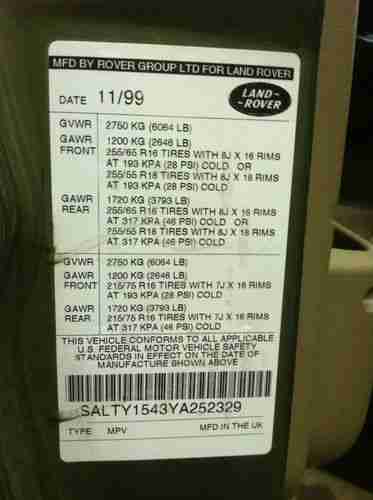 MFD BY ROVER GROUP LTD FOR LAND ROVER
DATE 11/99
LAND-
-ROVER
GVWR 2750 KG (6064 LB)
GAWR 1200 KG (2646 LB)
FRONT 255/65 R16 TIRES WITH 8J X 16 RIMS
AT 193 KPA (28 PSI) COLD OR
255/55 R18 TIRES WITH 8J X 18 RIMS
AT 193 KPA (28 PSI) COLD
GAWR 1720 KG (3793 LB)
REAR 255/65 R16 TIRES WITH 8J X 16 RIMS
AT 317 KPA (46 PSI) COLD OR
255/55 R18 TIRES WITH 8J X 18 RIMS
AT 317 KPA (46 PSI) COLD
GVWR 2750 KG (6064 LB)
GAWR 1200 KG (2646 LB)
FRONT 215/75 R16 TIRES WITH 7J X 16 RIMS
AT 193 KPA (28 PSI) COLD
GAWR 1710 KG (3793 LB)
REAR 215/75 R16 TIRES WITH 7J X 16 RIMS
AT 317 KPA (46 PSI) COLD
THIS VEHICLE CONFORMS TO ALL APPLICABLE
U.S. FEDERAL MOTOR VEHICLE SAFETY
STANDARDS IN EFFECT ON THE DATE OF
MANUFACTURE SHOWN ABOVE
SALTY1543YA252329
TYPE MPV MFD IN THE UK